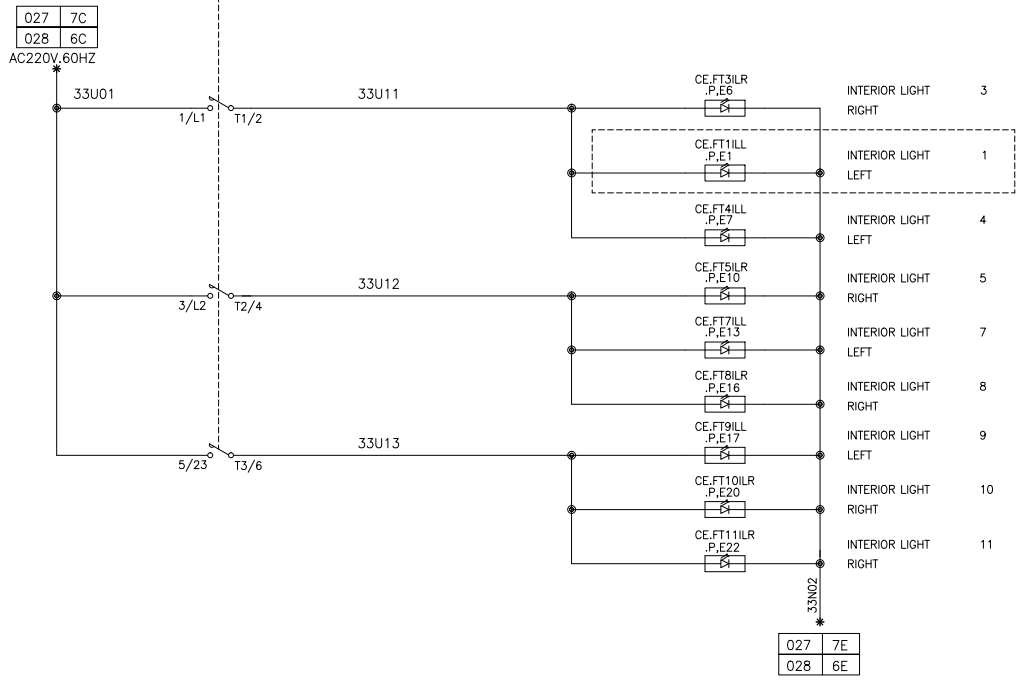 027 7C
028 6C
AC220V.60HZ
33U01
1/L1
T1/2
33U11
CE.FT3ILR
.P,E6
INTERIOR LIGHT 3
RIGHT
CE.FT1ILL
.P,E1
INTERIOR LIGHT 1
LEFT
CE.FT4ILL
.P,E7
INTERIOR LIGHT 4
LEFT
3/L2
T2/4
33U12
CE.FT5ILR
.P,E10
INTERIOR LIGHT 5
RIGHT
CE.FT7ILL
.P,E13
INTERIOR LIGHT 7
LEFT
CE.FT8ILR
.P,E16
INTERIOR LIGHT 8
RIGHT
5/23
T3/6
33U13
CE.FT9ILL
.P,E17
INTERIOR LIGHT 9
LEFT
CE.FT10ILR
.P,E20
INTERIOR LIGHT 10
RIGHT
CE.FT11ILR
.P,E22
INTERIOR LIGHT 11
RIGHT
33N02
027 7E
028 6E